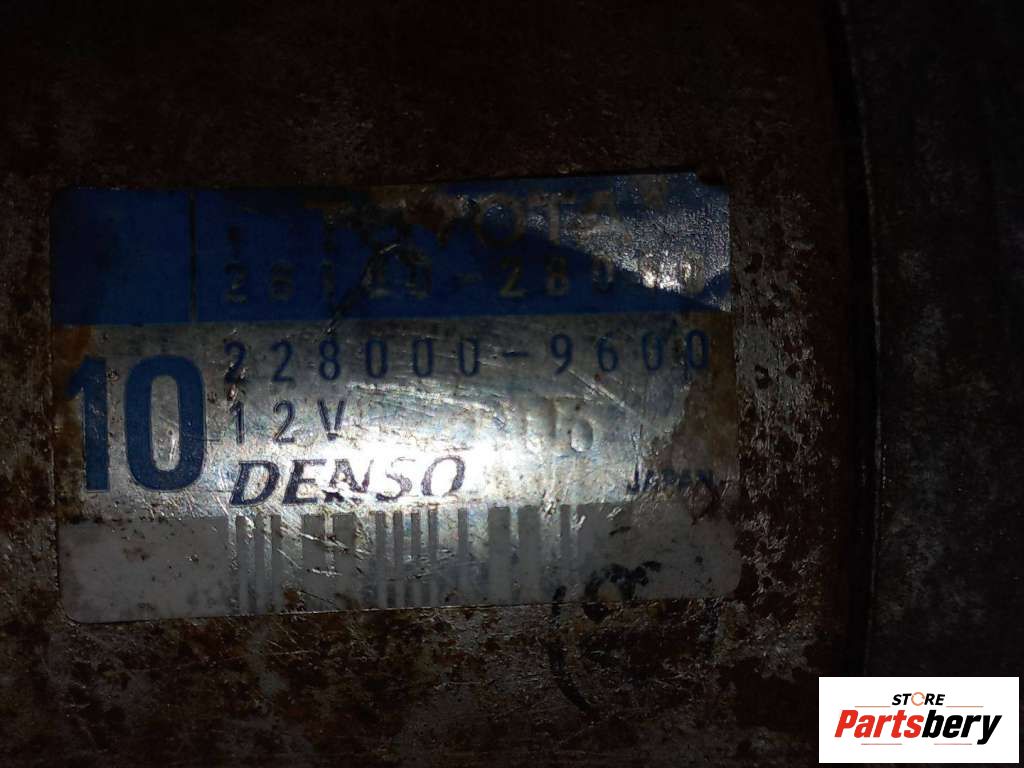 TOYOTA
228000-9600
10
12V
DENSO
JAPAN
STORE
Partsbery